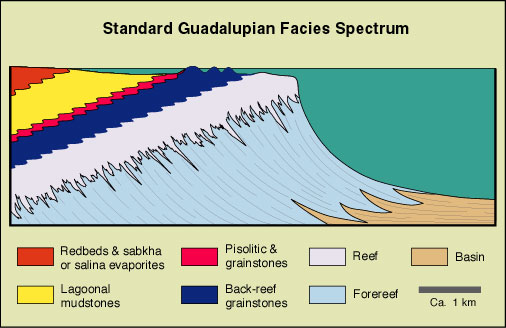 Standard Guadalupian Facies Spectrum
Redbeds & sabkha
or salina evaporites
Pisolitic &
grainstones
Reef
Basin
Lagoonal
mudstones
Back-reef
grainstones
Forereef
Ca. 1 km